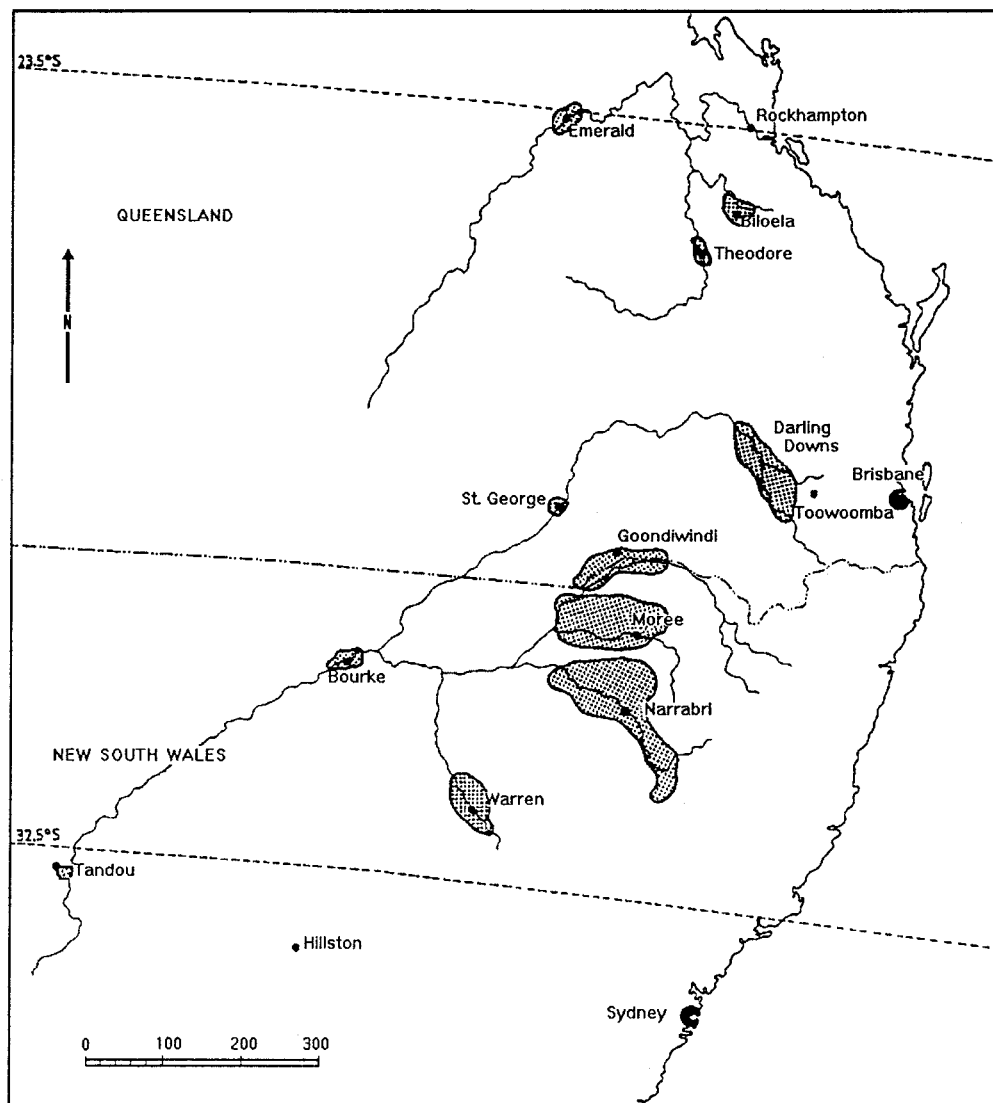 23.5°S
Rockhampton
Emerald
QUEENSLAND
Biloela
Theodore
N
Darling
Downs
Brisbane
St. George
Toowoomba
Goondiwindi
Moree
Bourke
Narrabri
NEW SOUTH WALES
Warren
32.5°S
Tandou
Hillston
Sydney
0 100 200 300